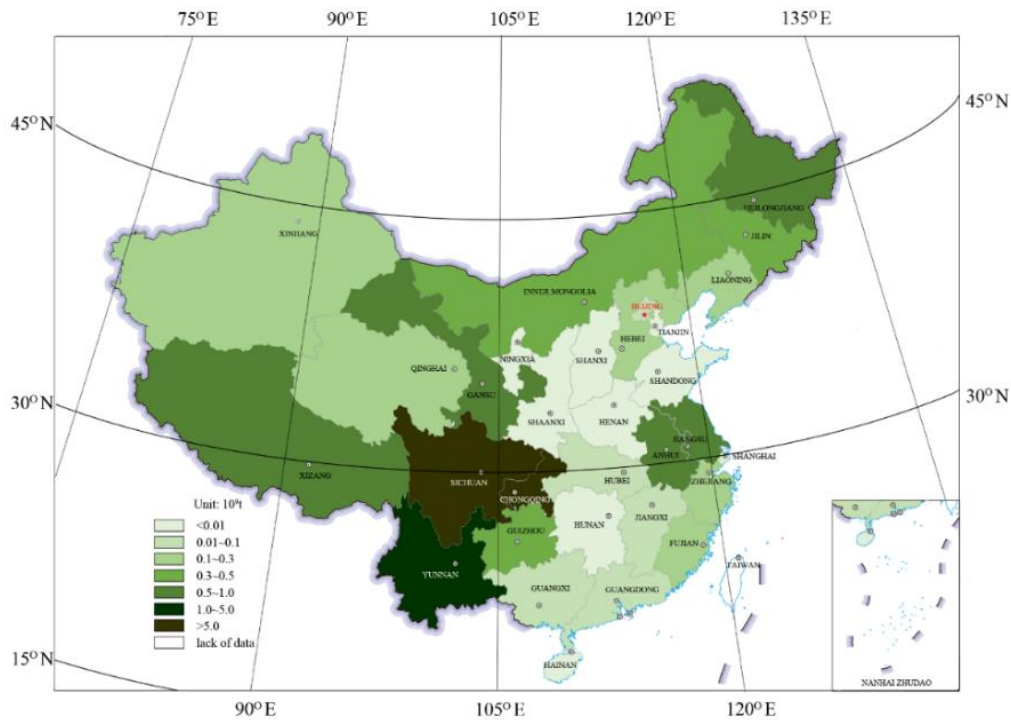 75° E 90° E 105° E 120° E 135° E
45° N
45° N
XINJIANG
HEILONGJIANG
JILIN
LIAONING
INNER MONGOLIA
BEIJING
TIANJIN
HEBEI
NINGXIA
SHANXI
QINGHAI
GANSU
SHANDONG
30° N
30° N
SHAANXI
HENAN
JIANGSU
ANHUI
SHANGHAI
XIZANG
SICHUAN
HUBEI
ZHEJIANG
CHONGQING
Unit: 10⁶t
<0.01
0.01~0.1
0.1~0.3
0.3~0.5
0.5~1.0
1.0~5.0
>5.0
lack of data
HUNAN
JIANGXI
GUIZHOU
FUJIAN
TAIWAN
YUNNAN
GUANGXI
GUANGDONG
15° N
HAINAN
NANHAI ZHUDAO
90° E 105° E 120° E